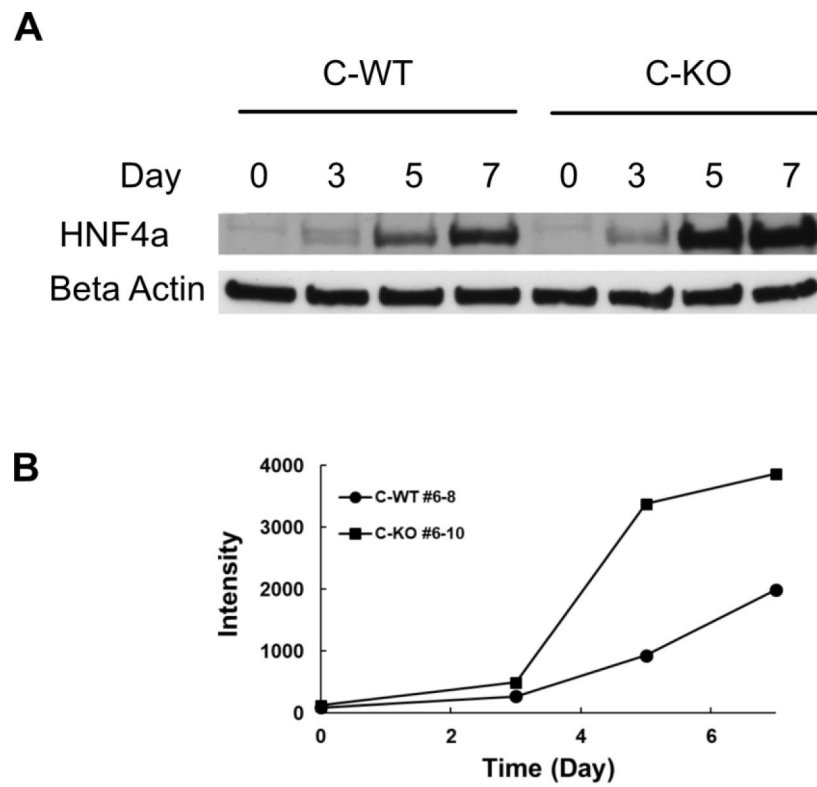 A
C-WT C-KO
Day 0 3 5 7 0 3 5 7
HNF4a
Beta Actin
B
4000
C-WT #6-8
3000
C-KO #6-10
Intensity
2000
1000
0
0 2 4 6
Time (Day)